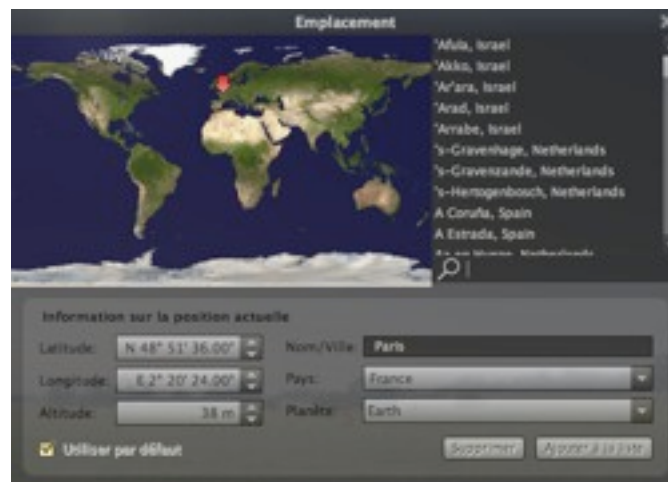 Emplacement
'Afula, Israel
'Akko, Israel
'Ar'ara, Israel
'Arad, Israel
'Arrabe, Israel
's-Gravenhage, Netherlands
's-Gravenzande, Netherlands
's-Hertogenbosch, Netherlands
A Coruña, Spain
A Estrada, Spain
Information sur la position actuelle
Latitude: N 48° 51' 36.00" Nom/Ville: Paris
Longitude: E 2° 20' 24.00" Pays: France
Altitude: 38 m Planète: Earth
Utiliser par défaut Supprimer Ajouter à la liste